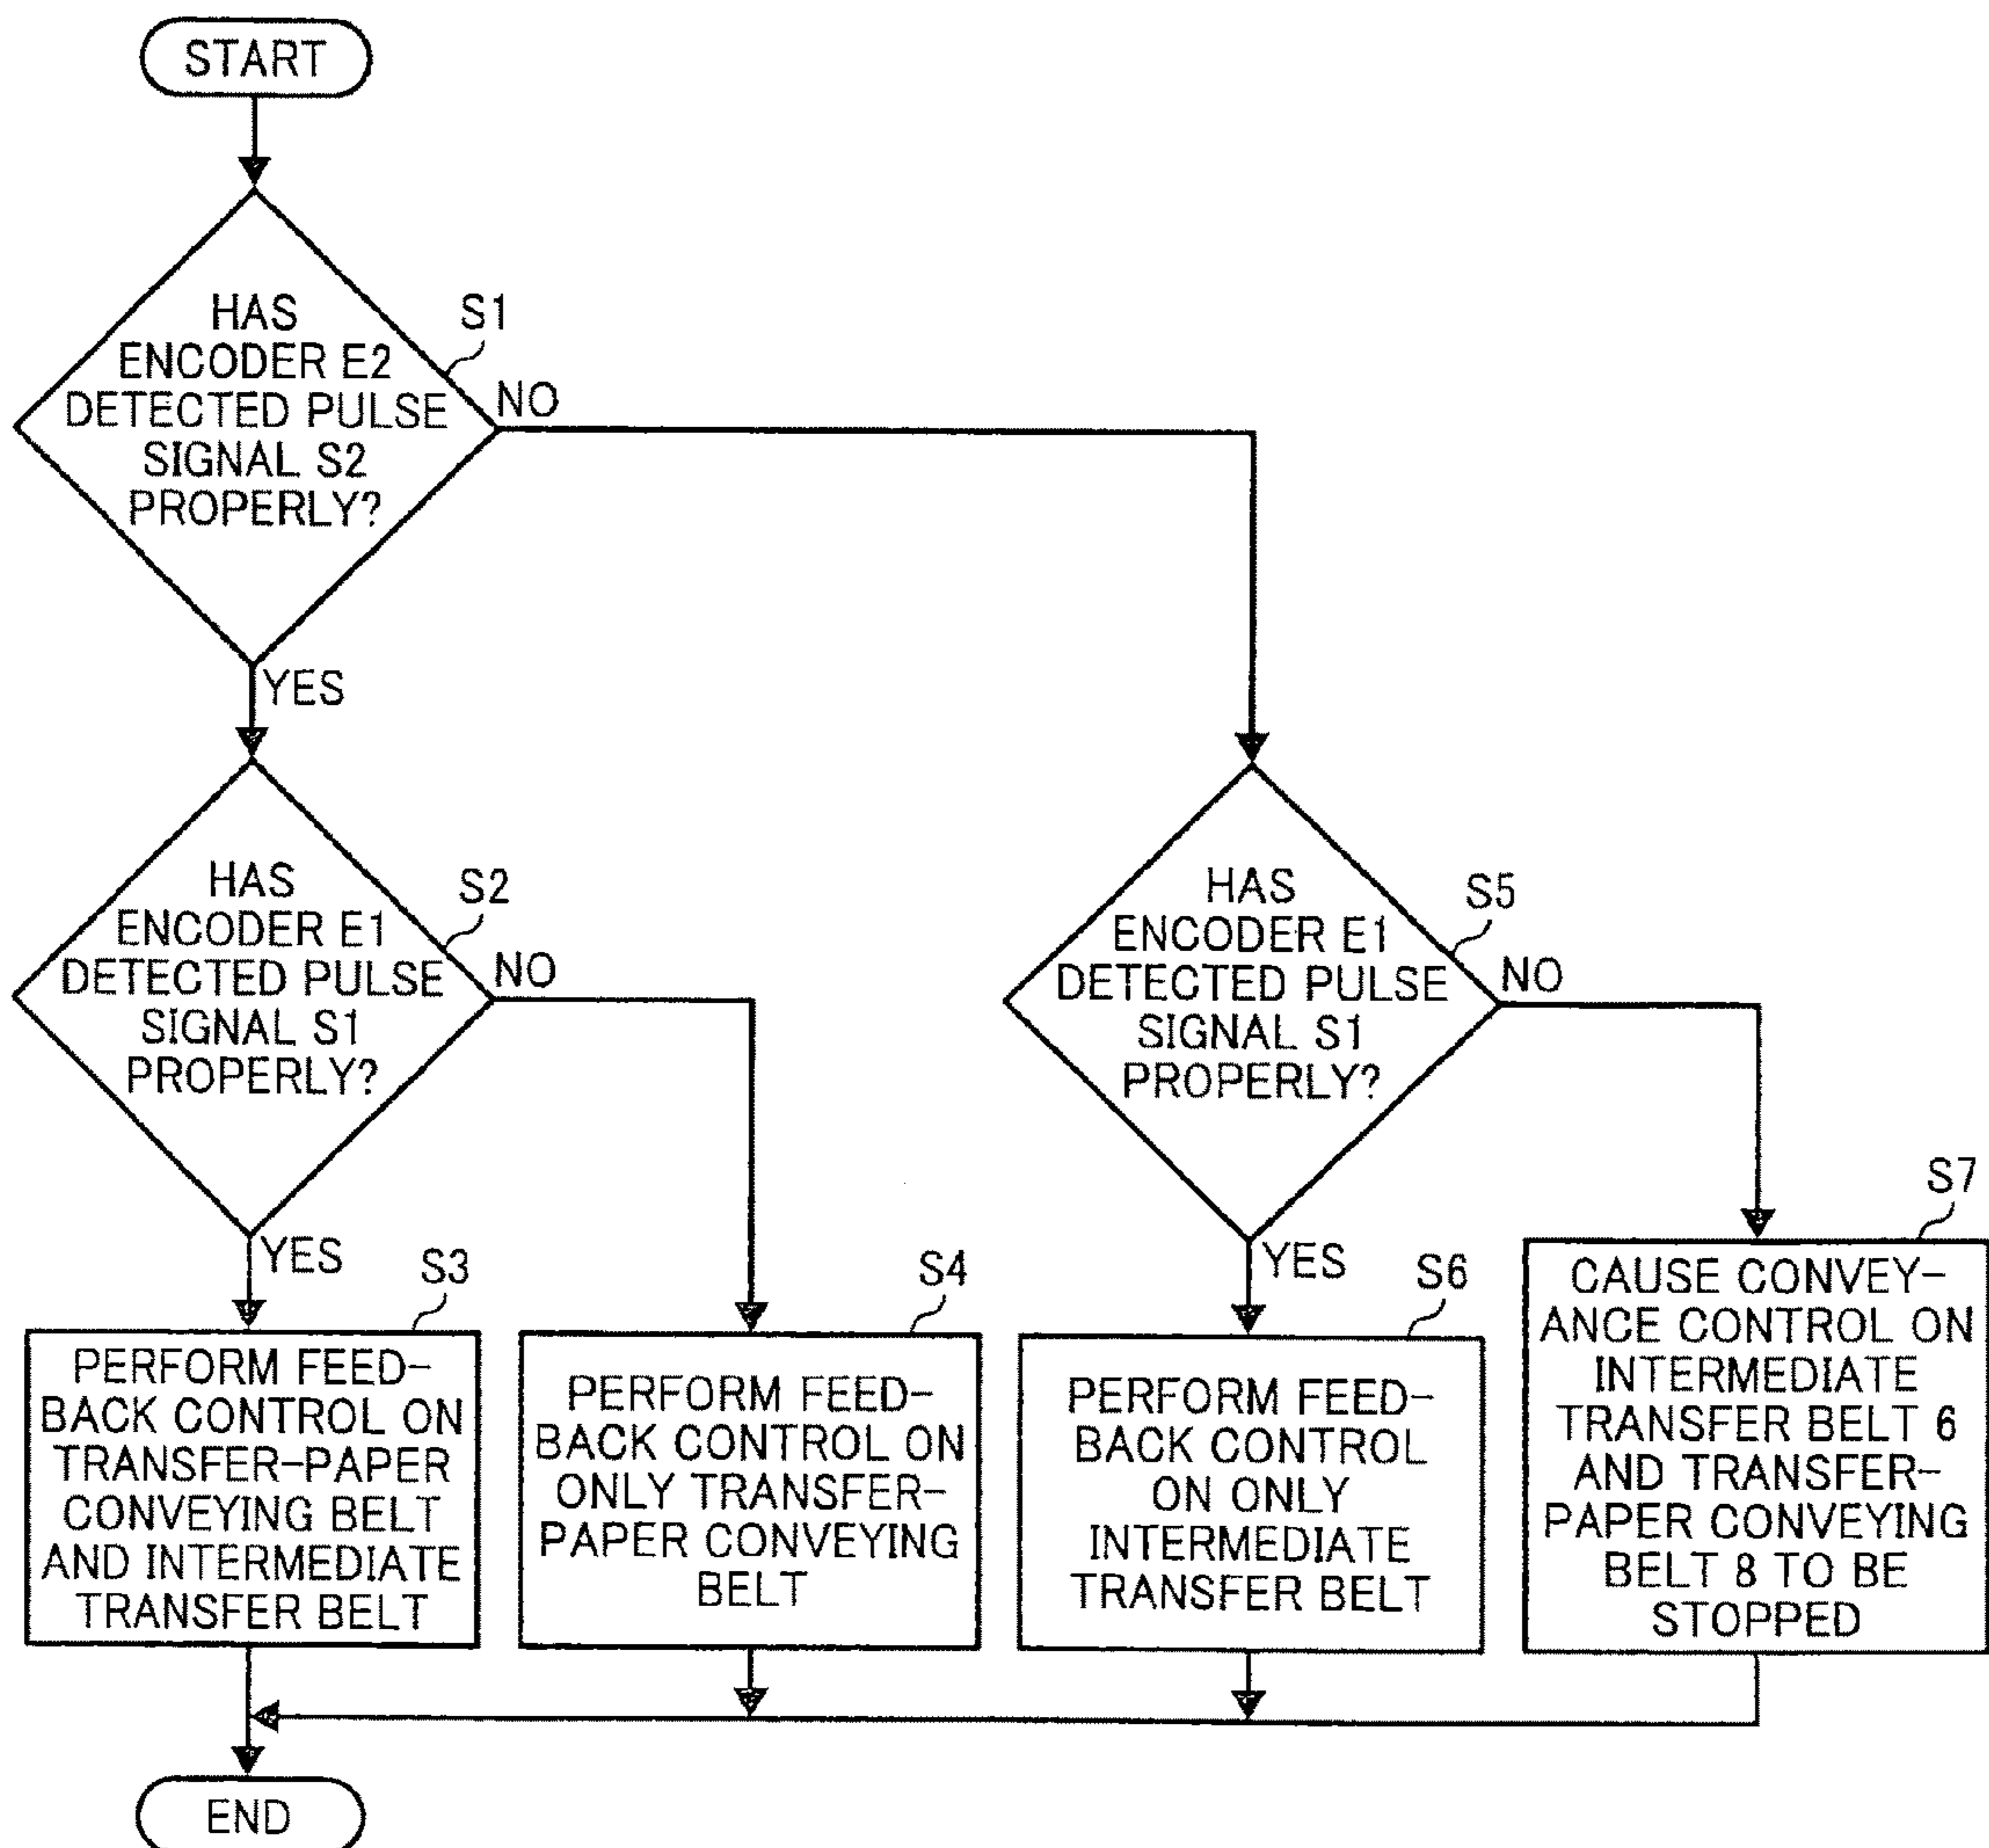 START
HAS
ENCODER E2
DETECTED PULSE
SIGNAL S2
PROPERLY?
S1
NO
YES
HAS
ENCODER E1
DETECTED PULSE
SIGNAL S1
PROPERLY?
S2
NO
YES
HAS
ENCODER E1
DETECTED PULSE
SIGNAL S1
PROPERLY?
S5
NO
YES
S3
PERFORM FEED-
BACK CONTROL ON
TRANSFER-PAPER
CONVEYING BELT
AND INTERMEDIATE
TRANSFER BELT
S4
PERFORM FEED-
BACK CONTROL ON
ONLY TRANSFER-
PAPER CONVEYING
BELT
S6
PERFORM FEED-
BACK CONTROL
ON ONLY
INTERMEDIATE
TRANSFER BELT
S7
CAUSE CONVEY-
ANCE CONTROL ON
INTERMEDIATE
TRANSFER BELT 6
AND TRANSFER-
PAPER CONVEYING
BELT 8 TO BE
STOPPED
END